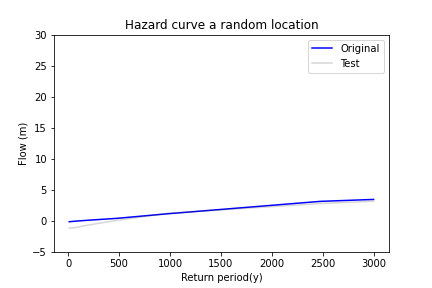 Hazard curve a random location
Original
Test
Flow (m)
30
25
20
15
10
5
0
−5
0 500 1000 1500 2000 2500 3000
Return period(y)